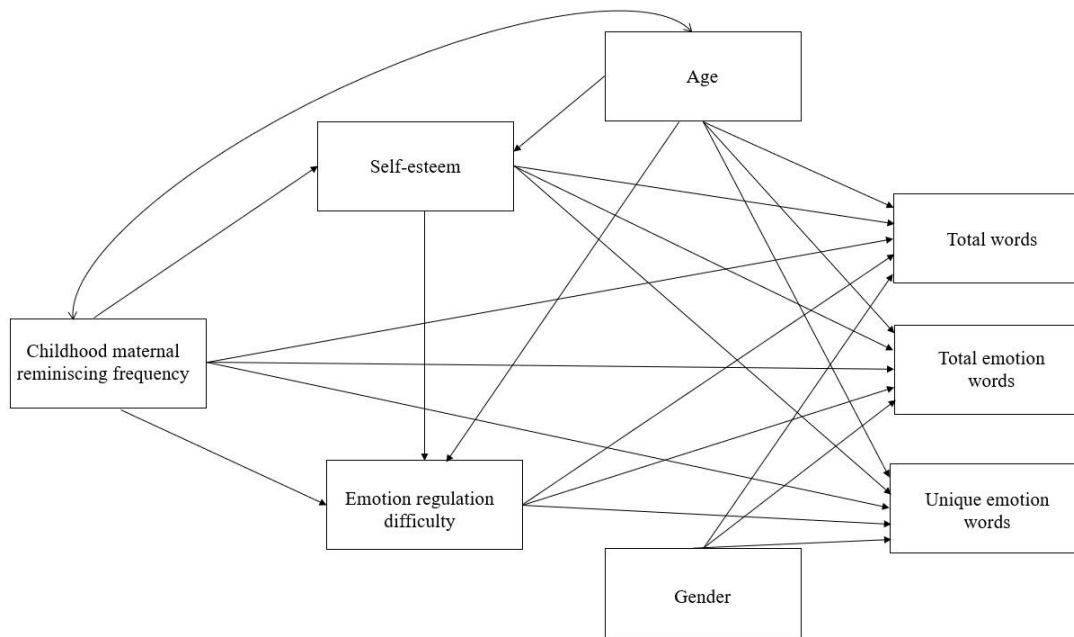 Age
Self-esteem
Total words
Childhood maternal
reminiscing frequency
Total emotion
words
Emotion regulation
difficulty
Unique emotion
words
Gender